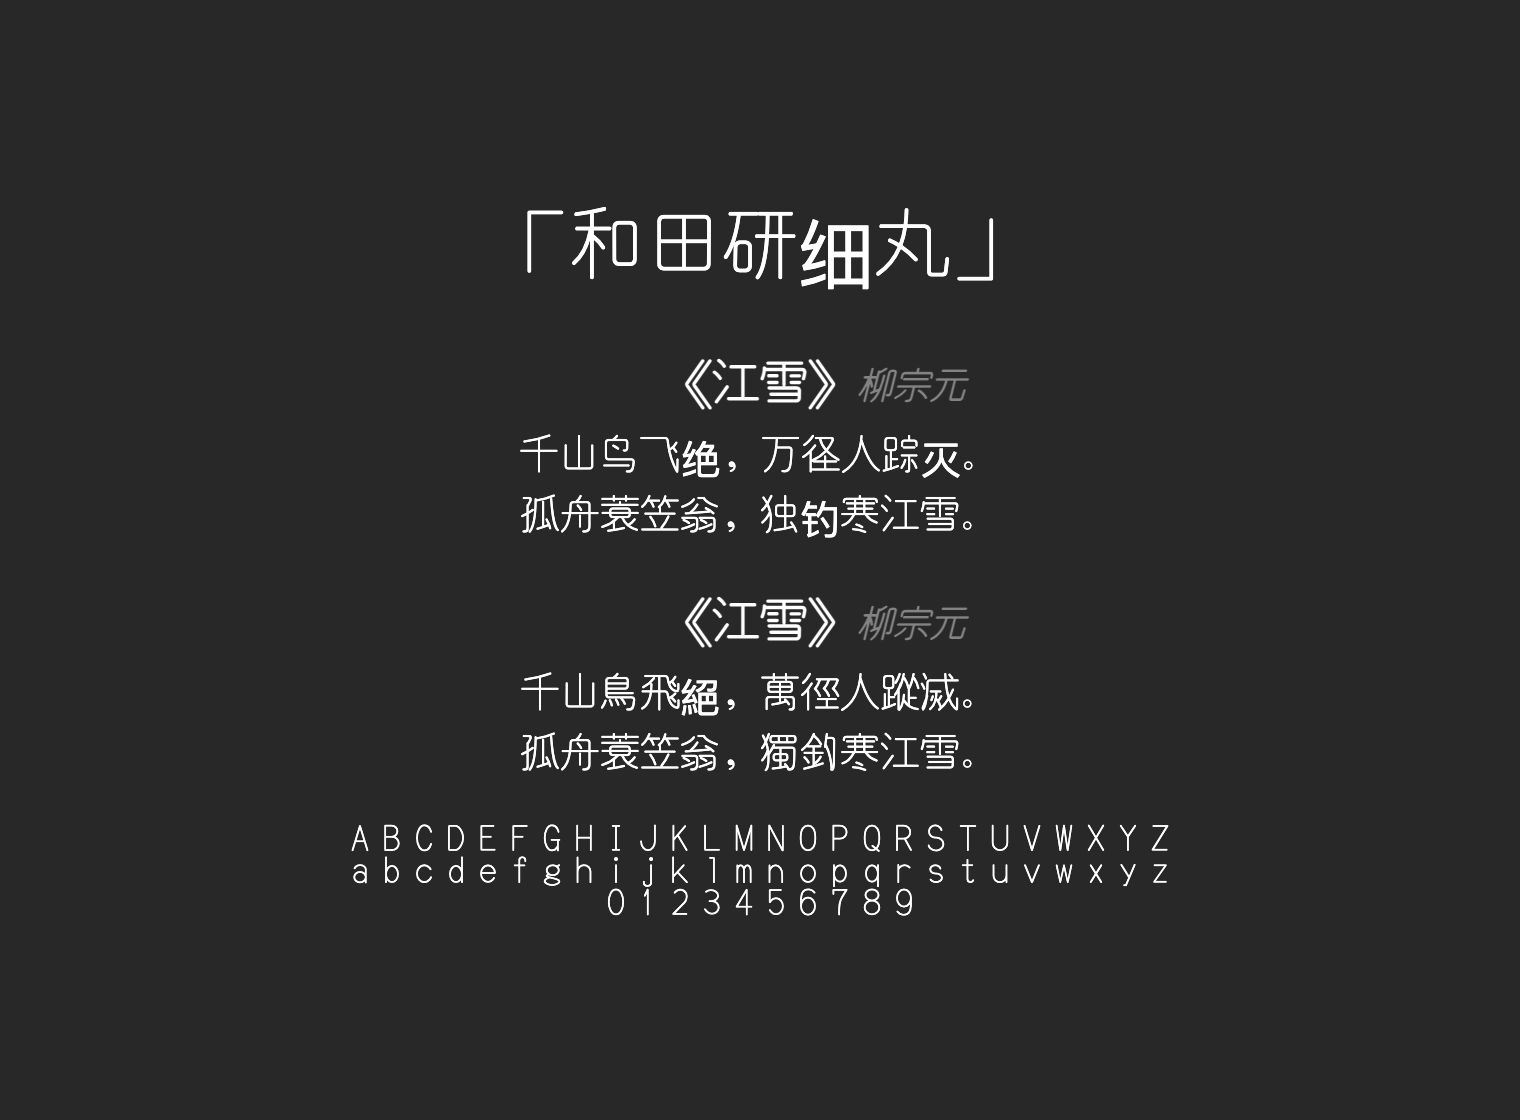 「和田研细丸」
《江雪》 柳宗元
千山鸟飞绝，万径人踪灭。
孤舟蓑笠翁，独钓寒江雪。
《江雪》 柳宗元
千山鳥飛絕，萬徑人蹤滅。
孤舟蓑笠翁，獨釣寒江雪。
A B C D E F G H I J K L M N O P Q R S T U V W X Y Z
a b c d e f g h i j k l m n o p q r s t u v w x y z
0 1 2 3 4 5 6 7 8 9